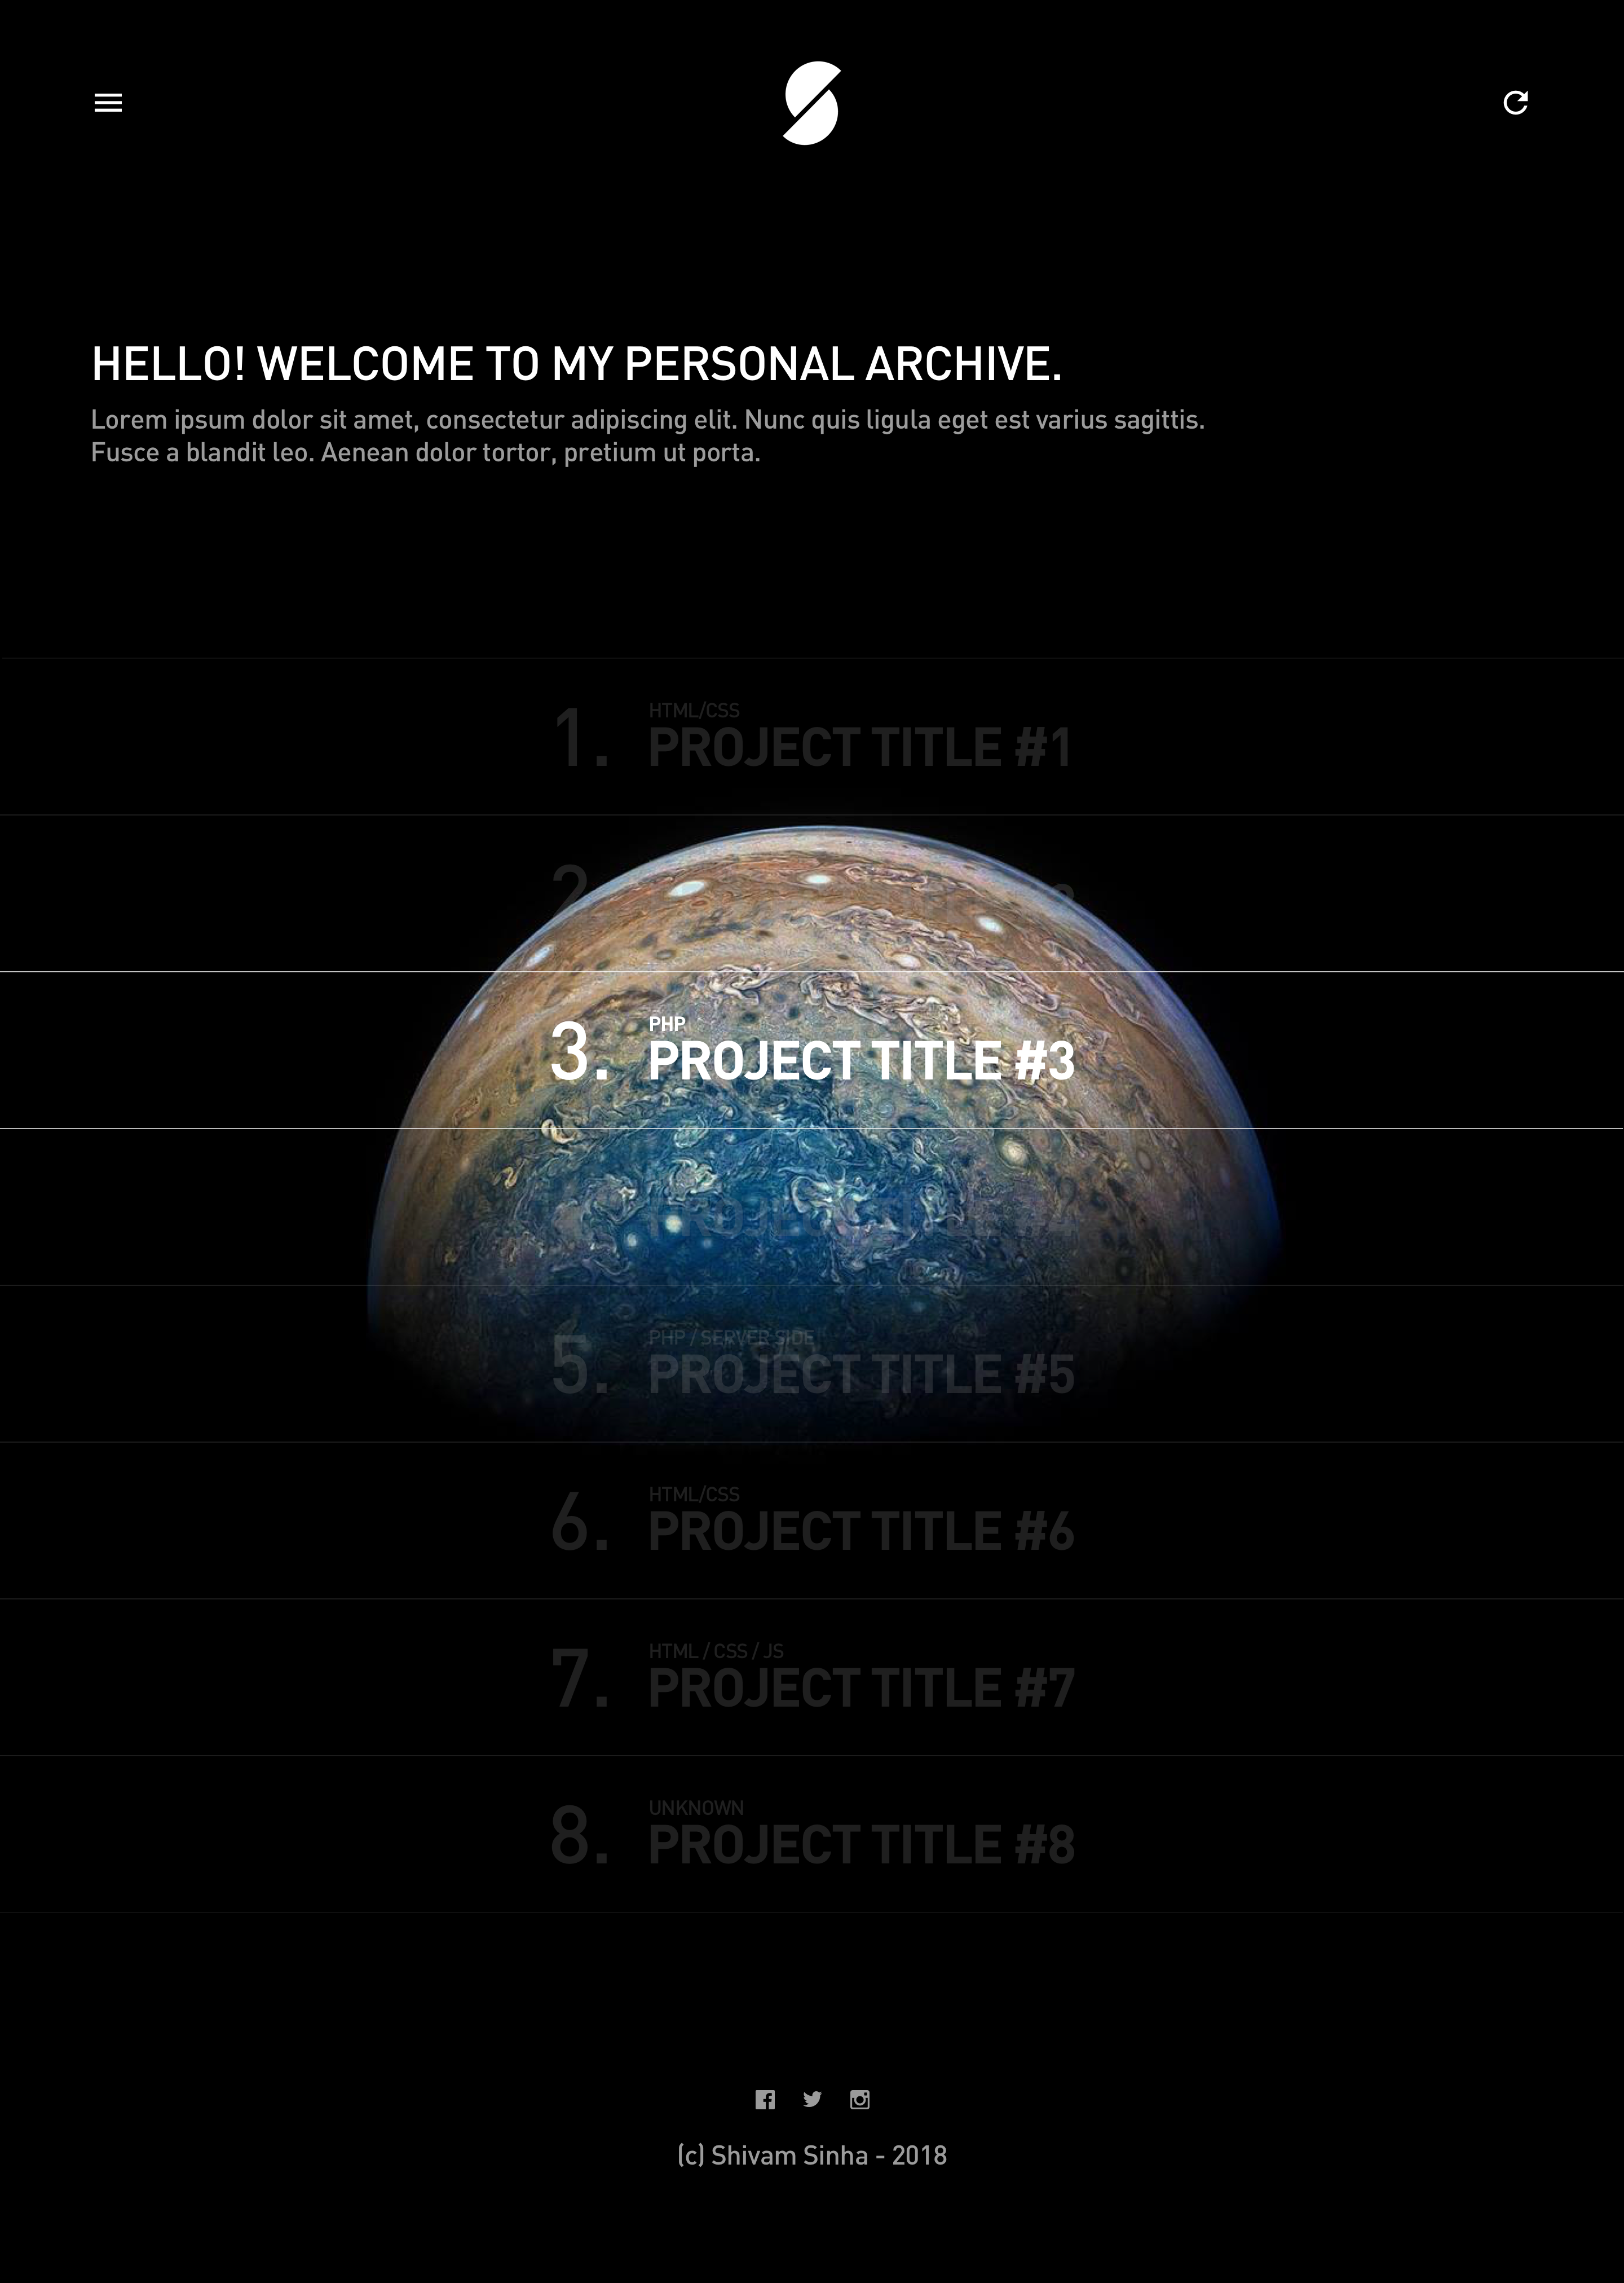 HELLO! WELCOME TO MY PERSONAL ARCHIVE.
Lorem ipsum dolor sit amet, consectetur adipiscing elit. Nunc quis ligula eget est varius sagittis.
Fusce a blandit leo. Aenean dolor tortor, pretium ut porta.
HTML/CSS
1. PROJECT TITLE #1
2
PHP
3. PROJECT TITLE #3
PROJECT TITLE #4
PHP / SERVER SIDE
5. PROJECT TITLE #5
HTML/CSS
6. PROJECT TITLE #6
HTML / CSS / JS
7. PROJECT TITLE #7
UNKNOWN
8. PROJECT TITLE #8
(c) Shivam Sinha - 2018